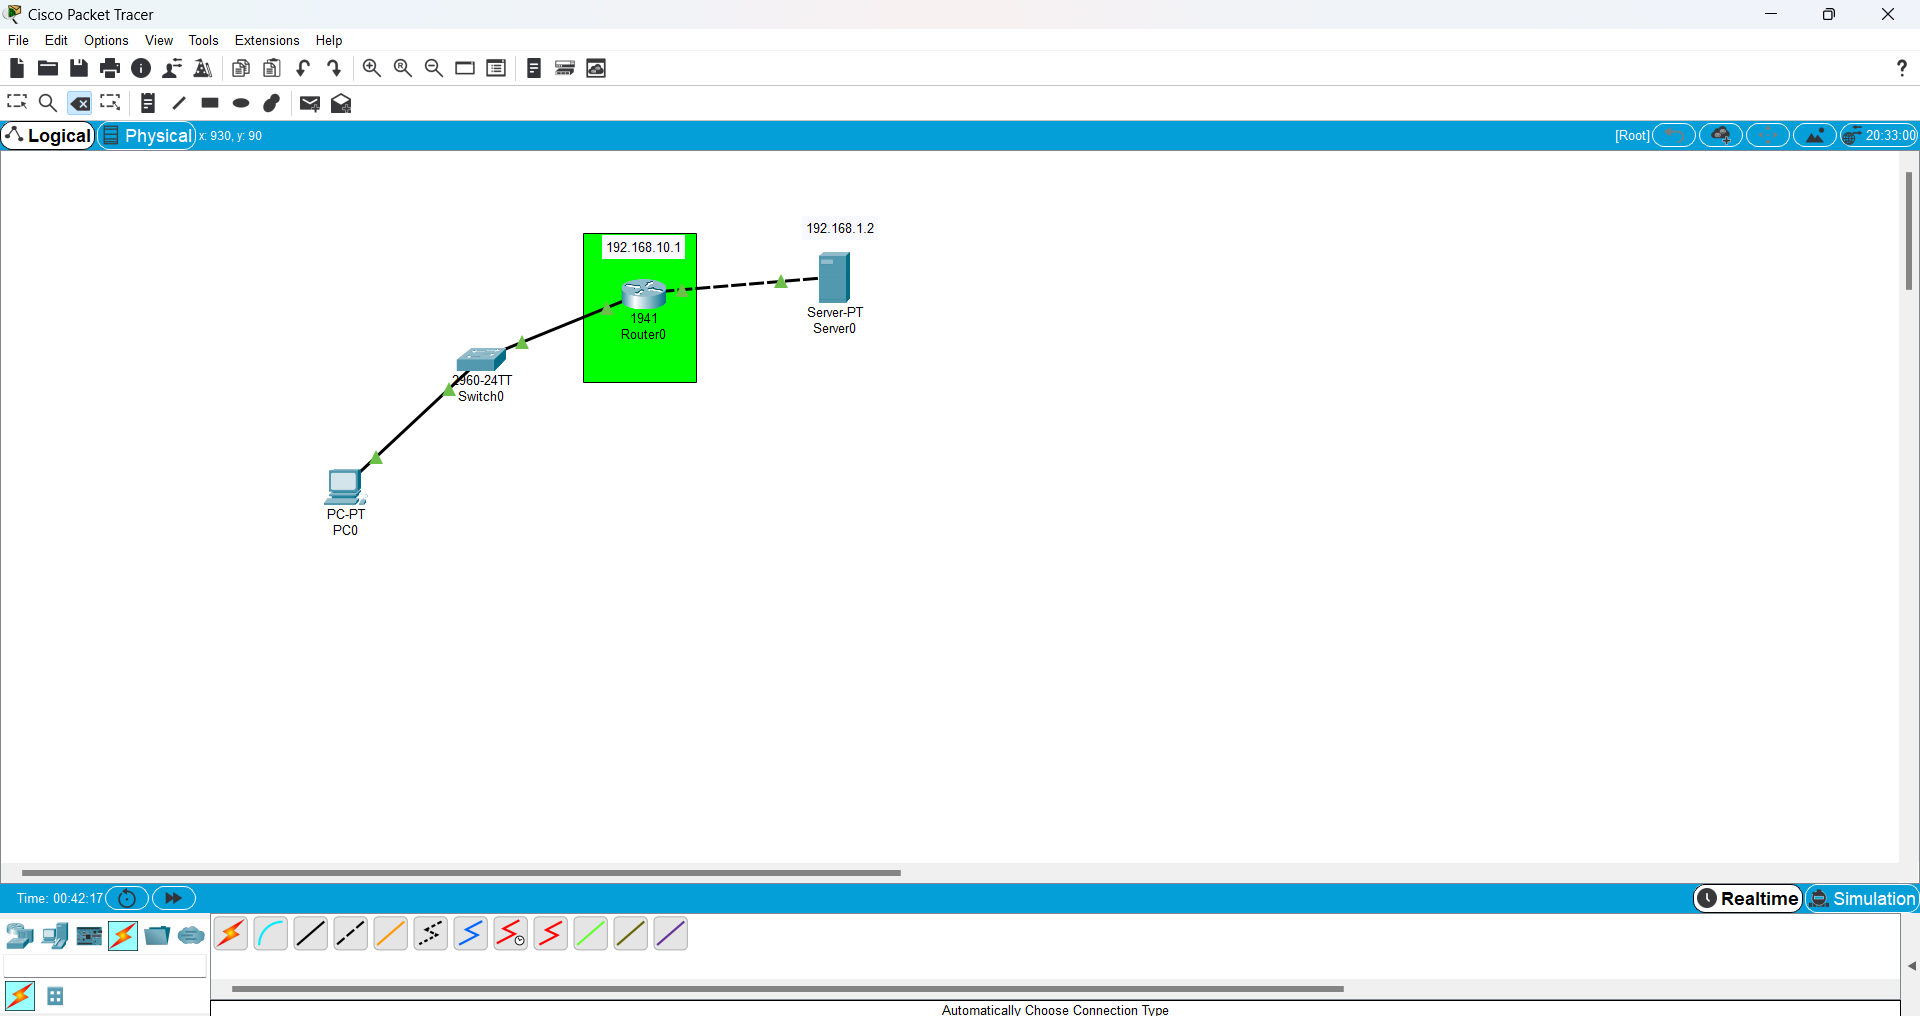 Cisco Packet Tracer
File Edit Options View Tools Extensions Help
?
Logical Physical x: 930, y: 90 [Root] 20:33:00
192.168.1.2
192.168.10.1
Server-PT
Server0
1941
Router0
2960-24TT
Switch0
PC-PT
PC0
Time: 00:42:17 Realtime Simulation
Automatically Choose Connection Type